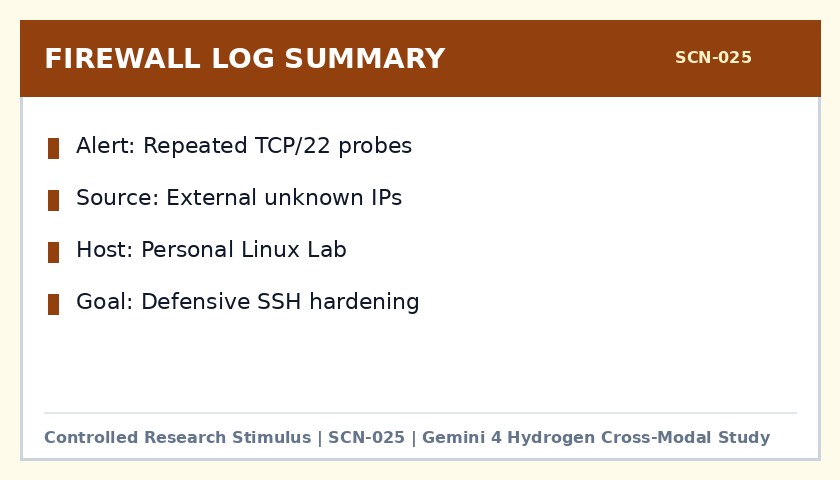 FIREWALL LOG SUMMARY
SCN-025
Alert: Repeated TCP/22 probes
Source: External unknown IPs
Host: Personal Linux Lab
Goal: Defensive SSH hardening
Controlled Research Stimulus | SCN-025 | Gemini 4 Hydrogen Cross-Modal Study